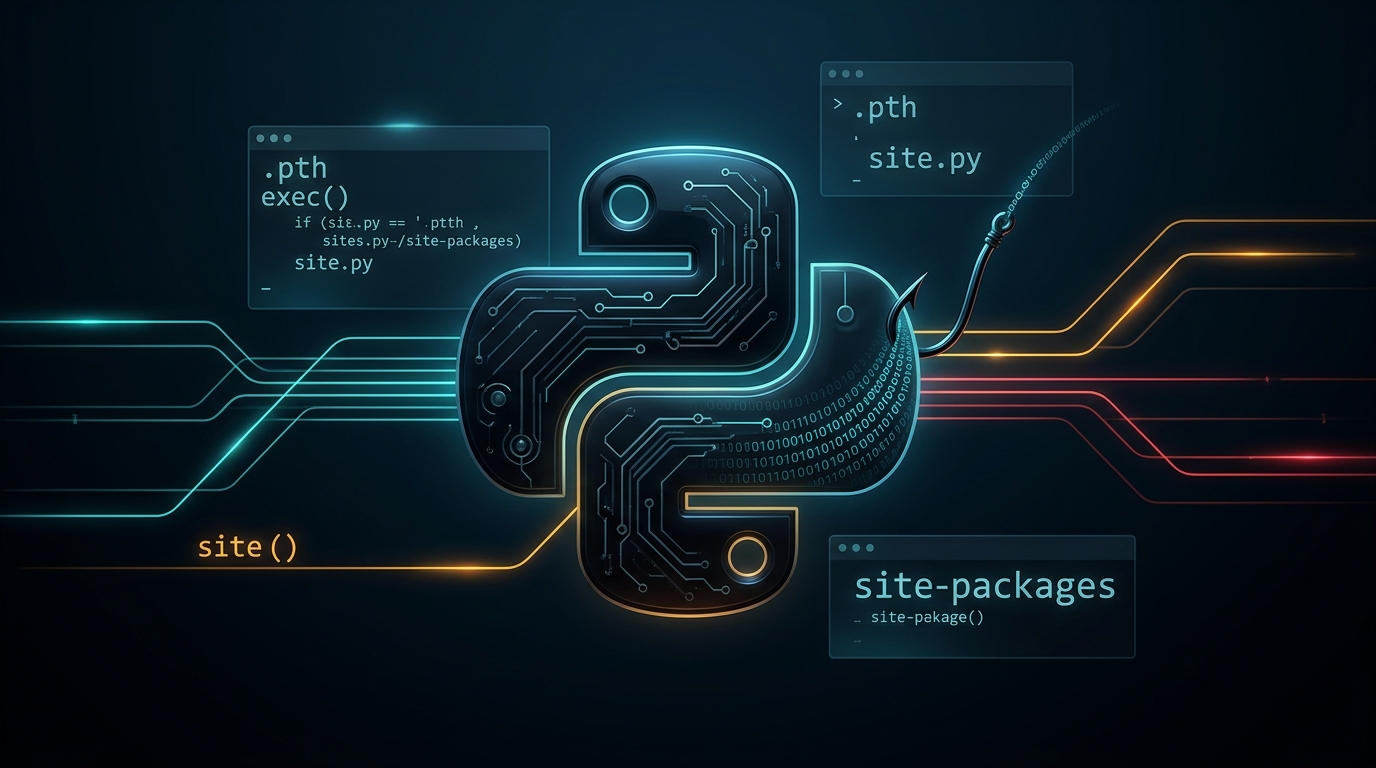 .pth
exec()
if (sis.py == '.ptth ,
sites.py-/site-packages)
site.py
> .pth
site.py
site()
site-packages
site-pakage()